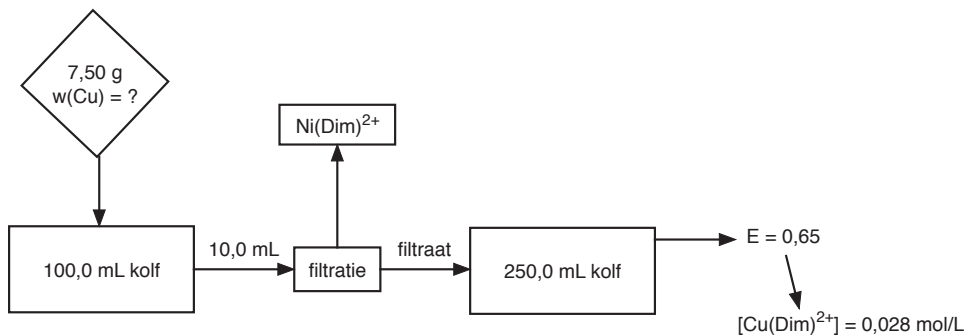 7,50 g
w(Cu) = ?
Ni(Dim)²⁺
100,0 mL kolf
10,0 mL
filtratie
filtraat
250,0 mL kolf
E = 0,65
[Cu(Dim)²⁺] = 0,028 mol/L